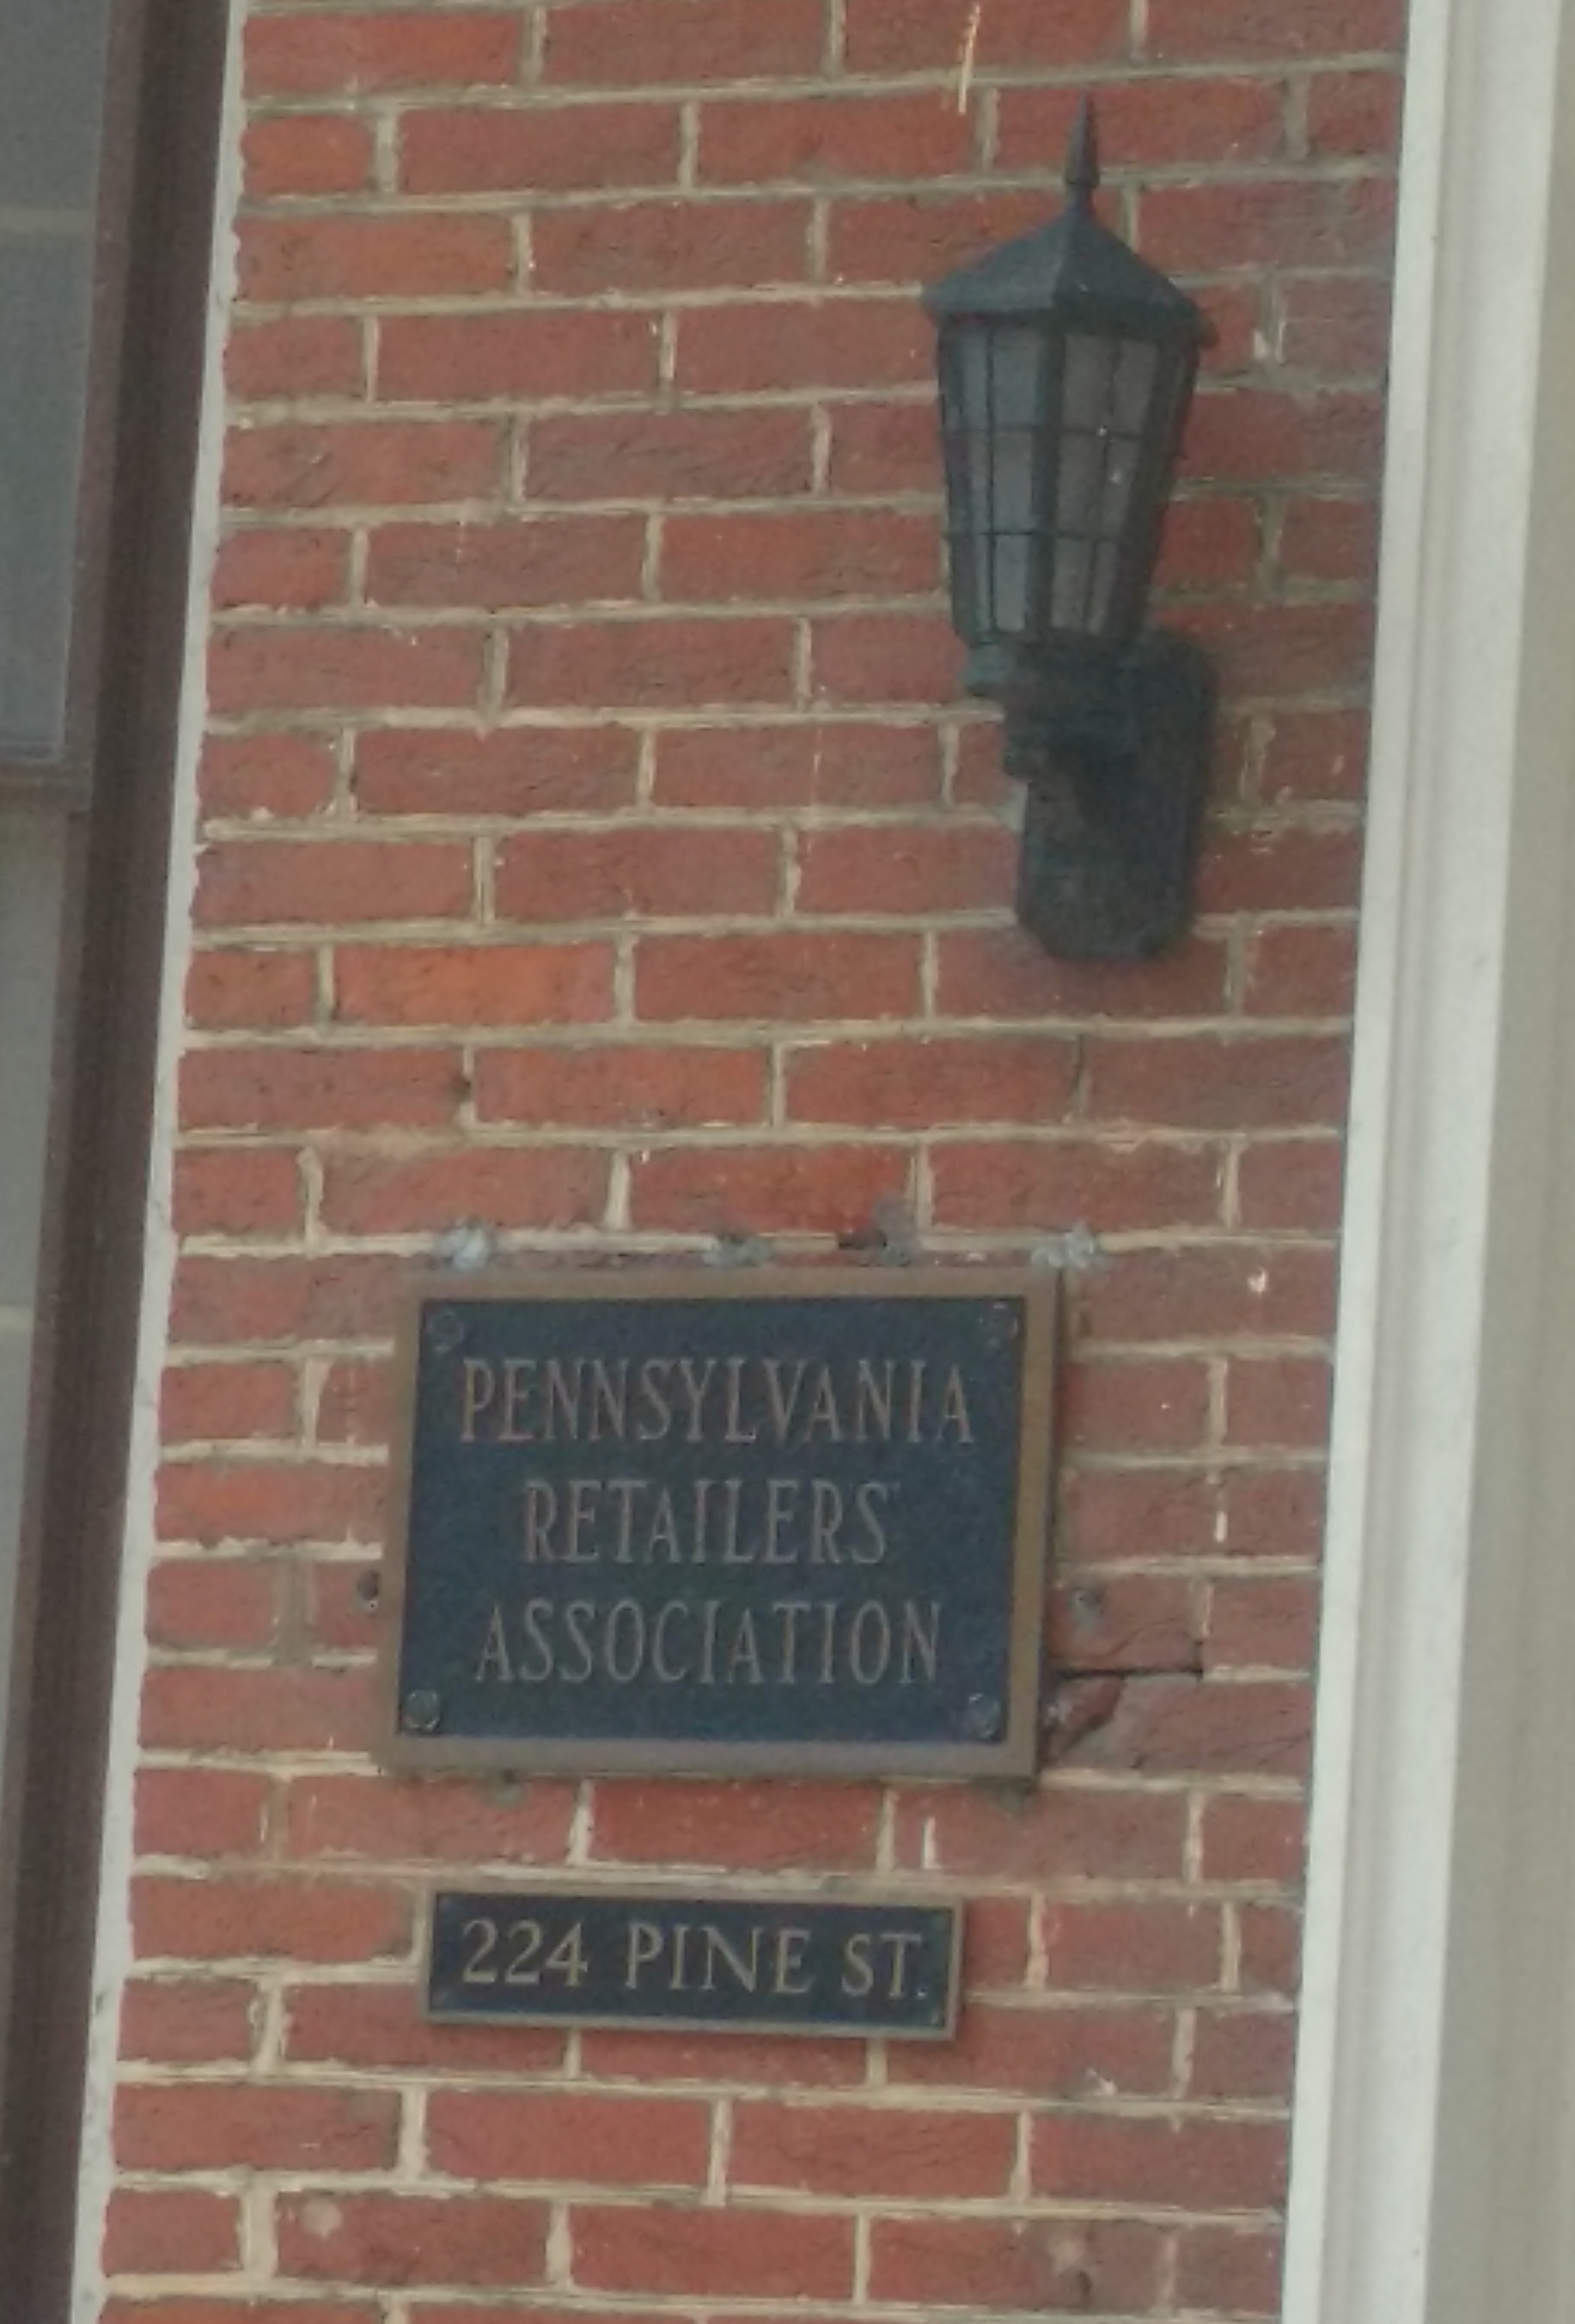 PENNSYLVANIA
RETAILERS'
ASSOCIATION
224 PINE ST.